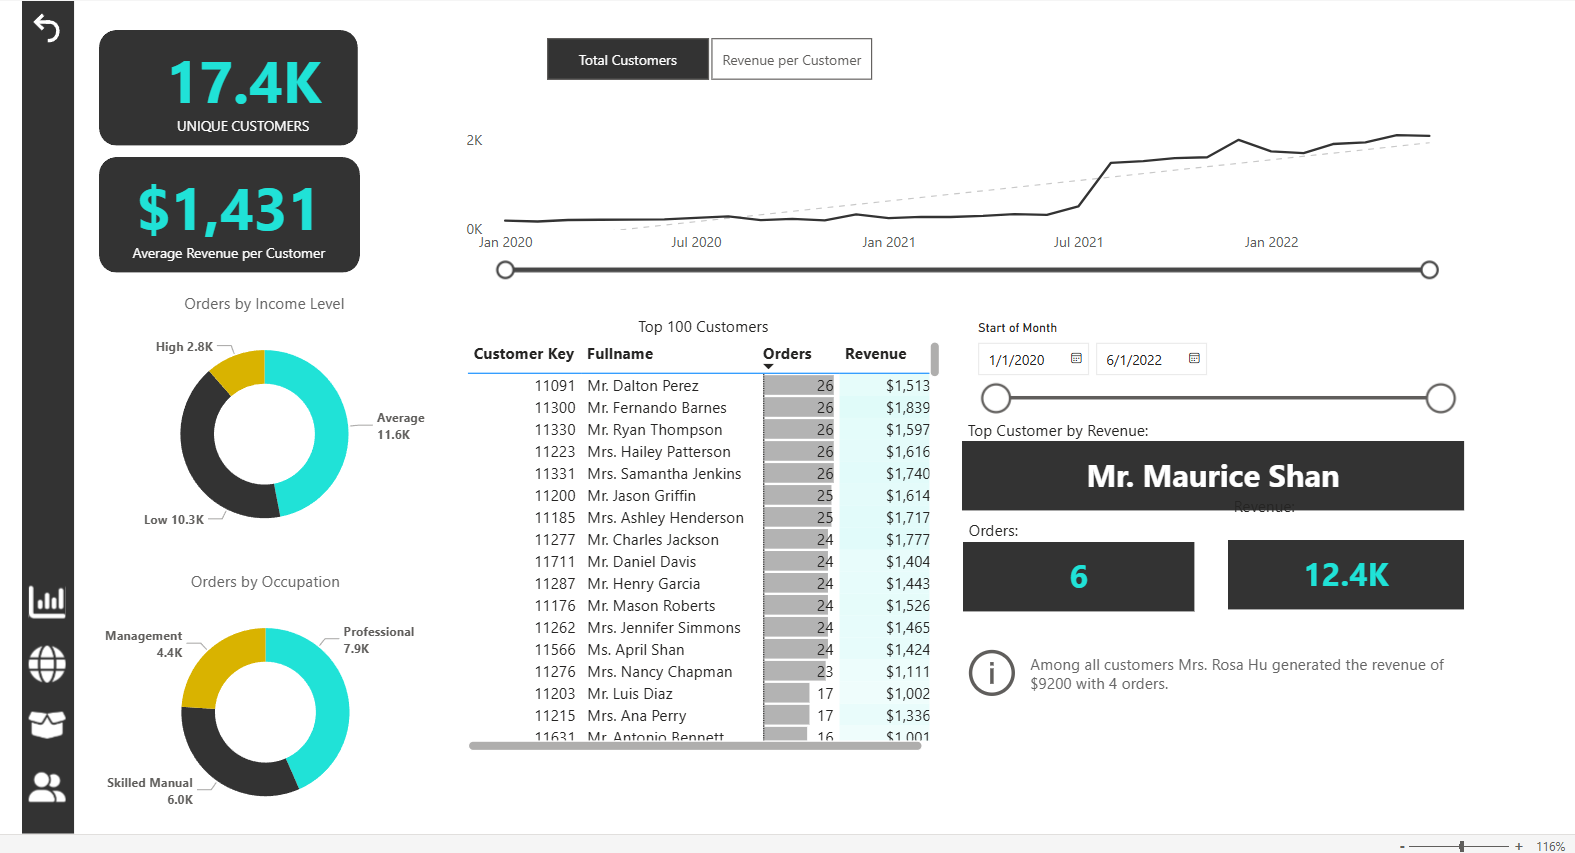 17.4K
UNIQUE CUSTOMERS
$1,431
Average Revenue per Customer
Total Customers
Revenue per Customer
2K
0K
Jan 2020
Jul 2020
Jan 2021
Jul 2021
Jan 2022
Orders by Income Level
High 2.8K
Average
11.6K
Low 10.3K
Orders by Occupation
Management
4.4K
Professional
7.9K
Skilled Manual
6.0K
Top 100 Customers
Customer Key Fullname Orders Revenue
11091 Mr. Dalton Perez 26 $1,513
11300 Mr. Fernando Barnes 26 $1,839
11330 Mr. Ryan Thompson 26 $1,597
11223 Mrs. Hailey Patterson 26 $1,616
11331 Mrs. Samantha Jenkins 26 $1,740
11200 Mr. Jason Griffin 25 $1,614
11185 Mrs. Ashley Henderson 25 $1,717
11277 Mr. Charles Jackson 24 $1,777
11711 Mr. Daniel Davis 24 $1,404
11287 Mr. Henry Garcia 24 $1,443
11176 Mr. Mason Roberts 24 $1,526
11262 Mrs. Jennifer Simmons 24 $1,465
11566 Ms. April Shan 24 $1,424
11276 Mrs. Nancy Chapman 23 $1,111
11203 Mr. Luis Diaz 17 $1,002
11215 Mrs. Ana Perry 17 $1,336
11631 Mr. Antonio Bennett 16 $1,001
Start of Month
1/1/2020
6/1/2022
Top Customer by Revenue:
Mr. Maurice Shan
Revenue:
Orders:
6
12.4K
i
Among all customers Mrs. Rosa Hu generated the revenue of
$9200 with 4 orders.
- + 116%